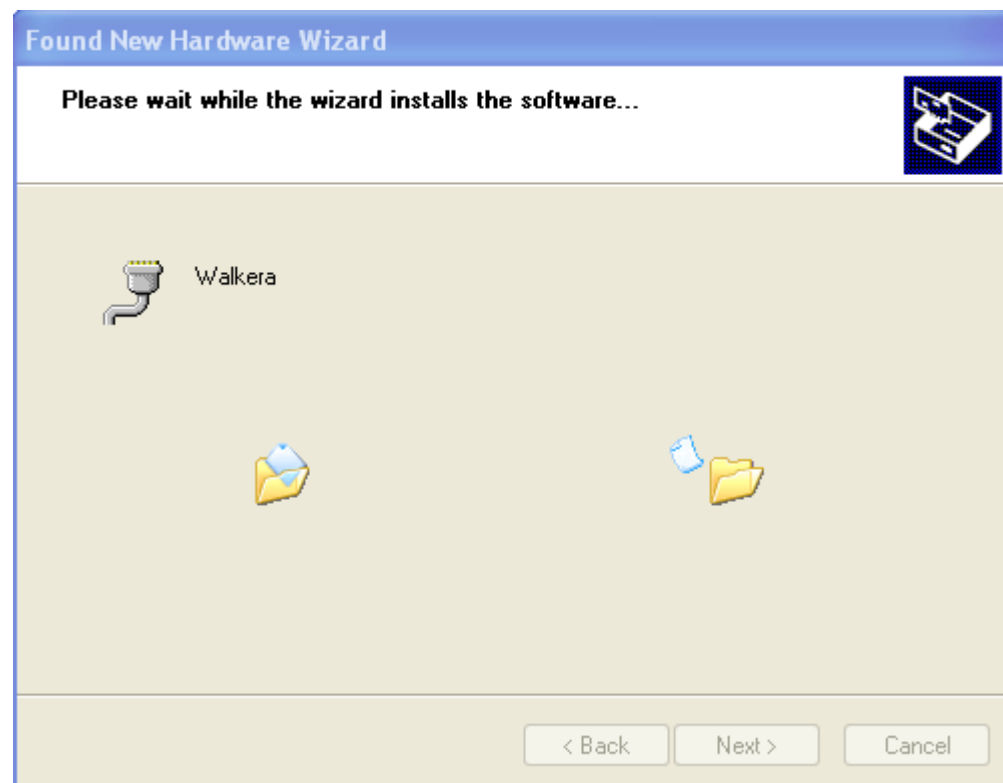 Found New Hardware Wizard
Please wait while the wizard installs the software...
Walkera
< Back
Next >
Cancel